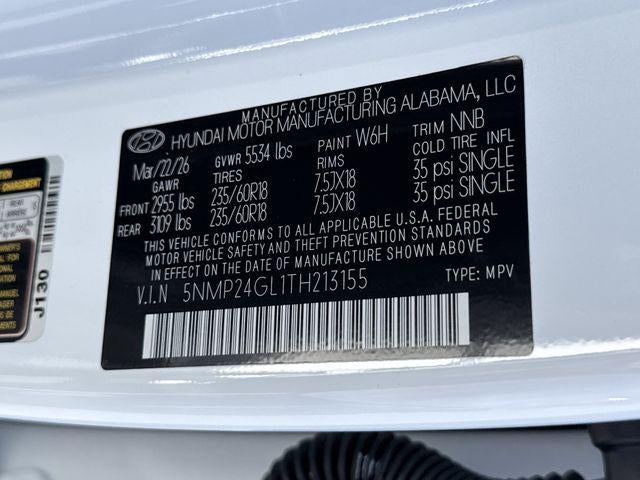 MANUFACTURED BY
HYUNDAI MOTOR MANUFACTURING ALABAMA, LLC
Mar/22/26 GVWR 5534 lbs PAINT W6H TRIM NNB
GAWR TIRES RIMS COLD TIRE INFL
FRONT 2955 lbs 235/60R18 7.5JX18 35 psi SINGLE
REAR 3109 lbs 235/60R18 7.5JX18 35 psi SINGLE
THIS VEHICLE CONFORMS TO ALL APPLICABLE U.S.A. FEDERAL
MOTOR VEHICLE SAFETY AND THEFT PREVENTION STANDARDS
IN EFFECT ON THE DATE OF MANUFACTURE SHOWN ABOVE
V.I.N 5NMP24GL1TH213155 TYPE: MPV
J130